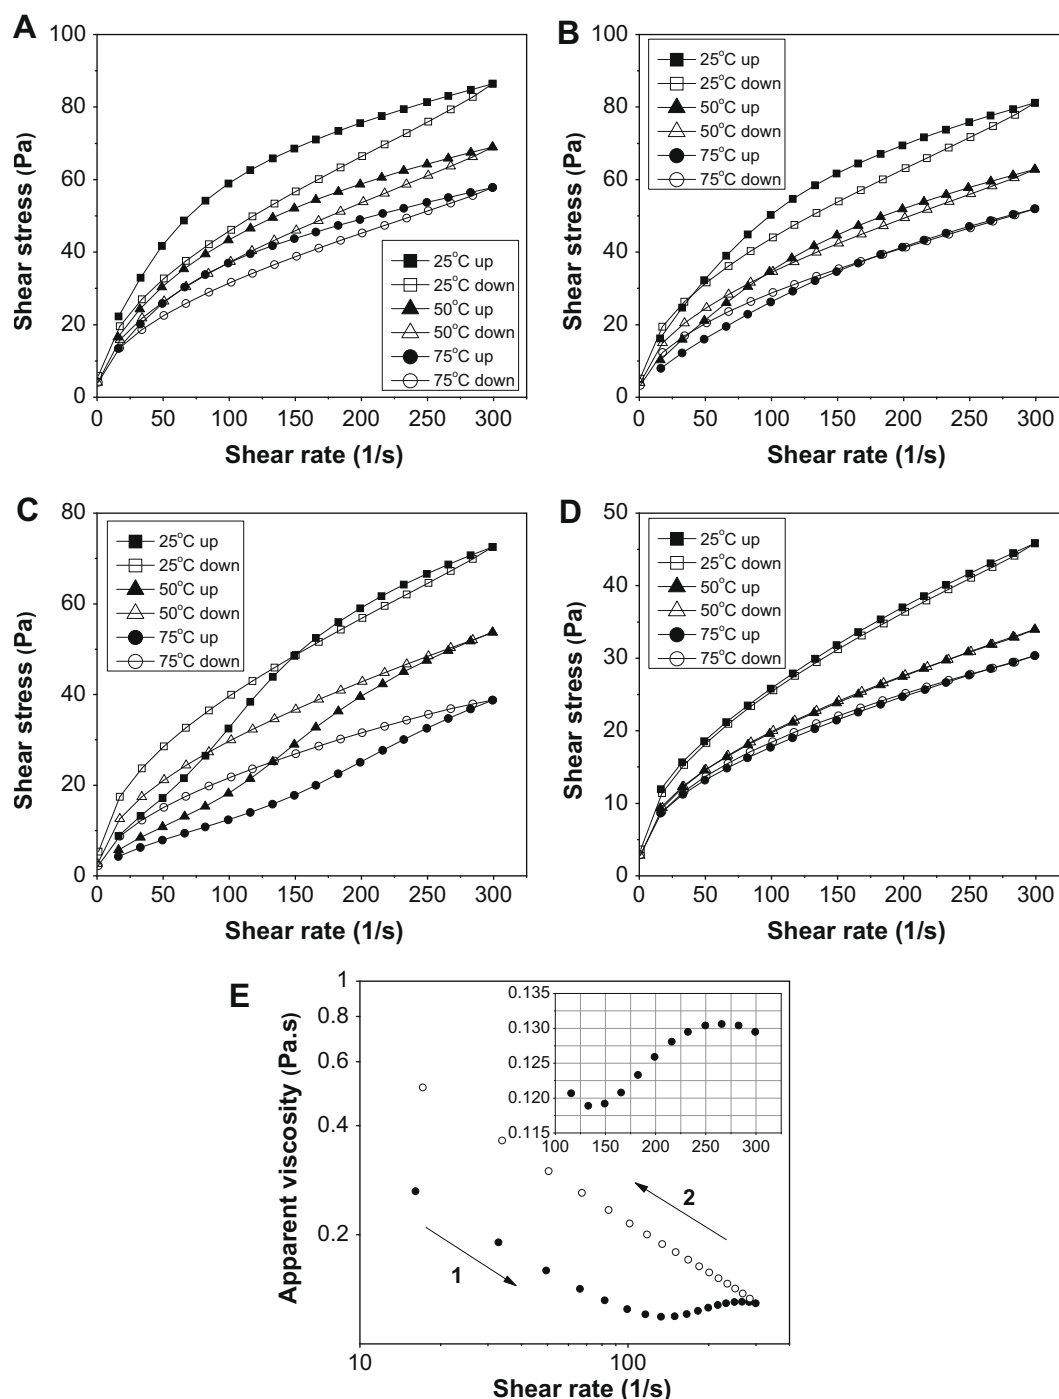 A
100
80
60
40
20
0
0 50 100 150 200 250 300
Shear stress (Pa)
Shear rate (1/s)
25°C up
25°C down
50°C up
50°C down
75°C up
75°C down
B
100
80
60
40
20
0
0 50 100 150 200 250 300
Shear stress (Pa)
Shear rate (1/s)
25°C up
25°C down
50°C up
50°C down
75°C up
75°C down
C
80
60
40
20
0
0 50 100 150 200 250 300
Shear stress (Pa)
Shear rate (1/s)
25°C up
25°C down
50°C up
50°C down
75°C up
75°C down
D
50
40
30
20
10
0
0 50 100 150 200 250 300
Shear stress (Pa)
Shear rate (1/s)
25°C up
25°C down
50°C up
50°C down
75°C up
75°C down
E
1
0.8
0.6
0.4
0.2
10 100
Apparent viscosity (Pa.s)
Shear rate (1/s)
0.135
0.130
0.125
0.120
0.115
100 150 200 250 300
2
1